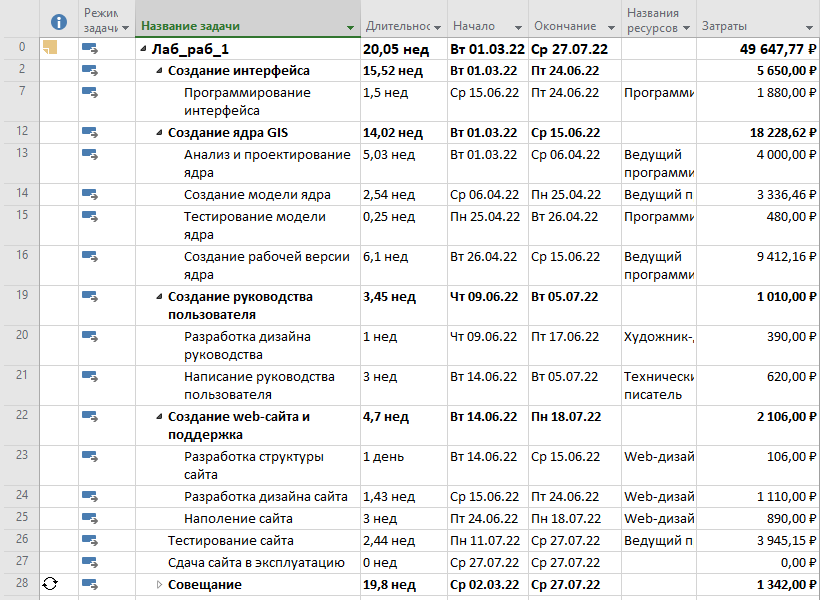 Режим задачи Название задачи Длительнос Начало Окончание Названия ресурсов Затраты
0 Лаб_раб_1 20,05 нед Вт 01.03.22 Ср 27.07.22 49 647,77 ₽
2 Создание интерфейса 15,52 нед Вт 01.03.22 Пт 24.06.22 5 650,00 ₽
7 Программирование интерфейса 1,5 нед Ср 15.06.22 Пт 24.06.22 Программи 1 880,00 ₽
12 Создание ядра GIS 14,02 нед Вт 01.03.22 Ср 15.06.22 18 228,62 ₽
13 Анализ и проектирование ядра 5,03 нед Вт 01.03.22 Ср 06.04.22 Ведущий программи 4 000,00 ₽
14 Создание модели ядра 2,54 нед Ср 06.04.22 Пн 25.04.22 Ведущий п 3 336,46 ₽
15 Тестирование модели ядра 0,25 нед Пн 25.04.22 Вт 26.04.22 Программи 480,00 ₽
16 Создание рабочей версии ядра 6,1 нед Вт 26.04.22 Ср 15.06.22 Ведущий программи 9 412,16 ₽
19 Создание руководства пользователя 3,45 нед Чт 09.06.22 Вт 05.07.22 1 010,00 ₽
20 Разработка дизайна руководства 1 нед Чт 09.06.22 Пт 17.06.22 Художник- 390,00 ₽
21 Написание руководства пользователя 3 нед Вт 14.06.22 Вт 05.07.22 Технически писатель 620,00 ₽
22 Создание web-сайта и поддержка 4,7 нед Вт 14.06.22 Пн 18.07.22 2 106,00 ₽
23 Разработка структуры сайта 1 день Вт 14.06.22 Ср 15.06.22 Web-дизай 106,00 ₽
24 Разработка дизайна сайта 1,43 нед Ср 15.06.22 Пт 24.06.22 Web-дизай 1 110,00 ₽
25 Наполение сайта 3 нед Пт 24.06.22 Пн 18.07.22 Web-дизай 890,00 ₽
26 Тестирование сайта 2,44 нед Пн 11.07.22 Ср 27.07.22 Ведущий п 3 945,15 ₽
27 Сдача сайта в эксплуатацию 0 нед Ср 27.07.22 Ср 27.07.22 0,00 ₽
28 Совещание 19,8 нед Ср 02.03.22 Ср 27.07.22 1 342,00 ₽